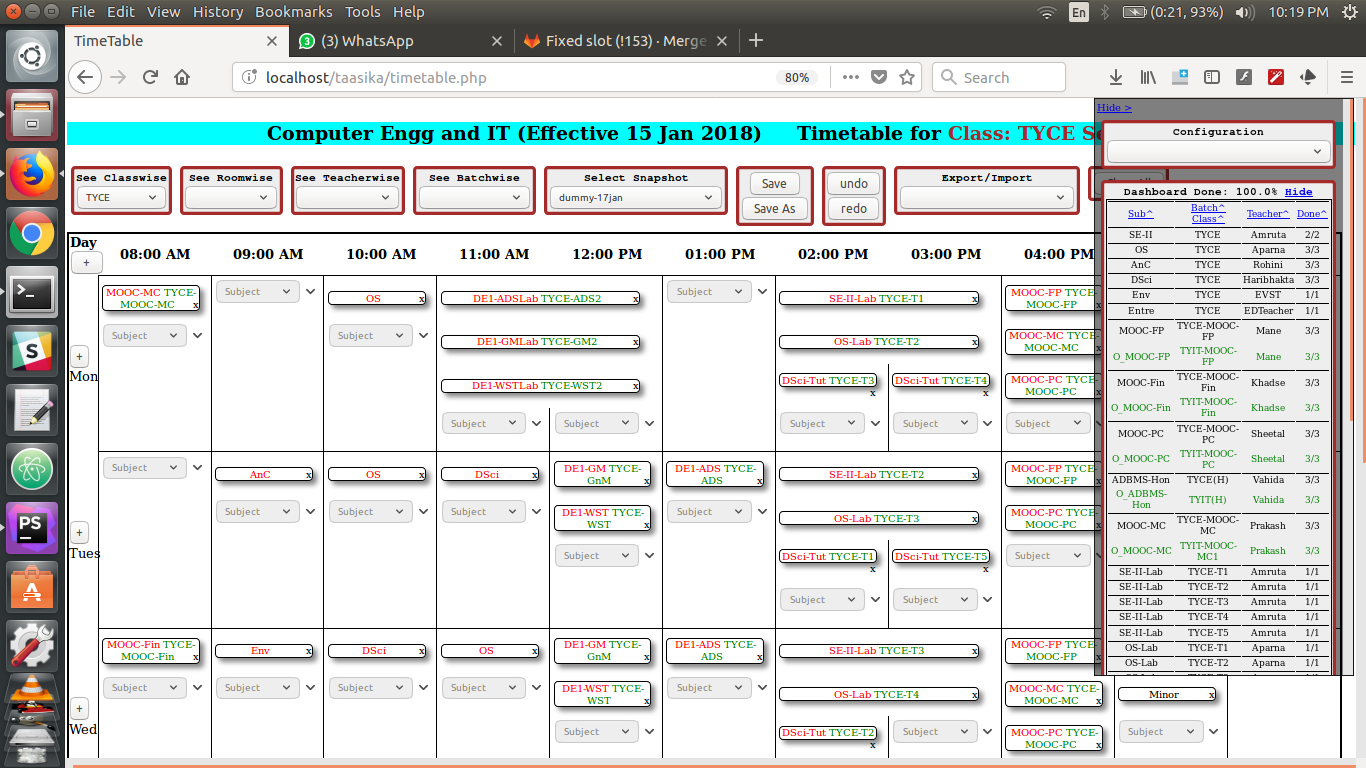 File Edit View History Bookmarks Tools Help
En
(0:21, 93%)
10:19 PM
TimeTable
(3) WhatsApp
Fixed slot (!153) · Merge
localhost/taasika/timetable.php
80%
Search
Computer Engg and IT (Effective 15 Jan 2018) Timetable for Class: TYCE
Hide >
Configuration
See Classwise
TYCE
See Roomwise
See Teacherwise
See Batchwise
Select Snapshot
dummy-17jan
Save
Save As
undo
redo
Export/Import
Dashboard Done: 100.0% Hide
Sub^ Batch^ Class^ Teacher^ Done^
SE-II TYCE Amruta 2/2
OS TYCE Aparna 3/3
AnC TYCE Rohini 3/3
DSci TYCE Haribhakta 3/3
Env TYCE EVST 1/1
Entre TYCE EDTeacher 1/1
MOOC-FP TYCE-MOOC-FP Mane 3/3
O_MOOC-FP TYIT-MOOC-FP Mane 3/3
MOOC-Fin TYCE-MOOC-Fin Khadse 3/3
O_MOOC-Fin TYIT-MOOC-Fin Khadse 3/3
MOOC-PC TYCE-MOOC-PC Sheetal 3/3
O_MOOC-PC TYIT-MOOC-PC Sheetal 3/3
ADBMS-Hon TYCE(H) Vahida 3/3
O_ADBMS-Hon TYIT(H) Vahida 3/3
MOOC-MC TYCE-MOOC-MC Prakash 3/3
O_MOOC-MC TYIT-MOOC-MC1 Prakash 3/3
SE-II-Lab TYCE-T1 Amruta 1/1
SE-II-Lab TYCE-T2 Amruta 1/1
SE-II-Lab TYCE-T3 Amruta 1/1
SE-II-Lab TYCE-T4 Amruta 1/1
SE-II-Lab TYCE-T5 Amruta 1/1
OS-Lab TYCE-T1 Aparna 1/1
OS-Lab TYCE-T2 Aparna 1/1
Day
+
08:00 AM 09:00 AM 10:00 AM 11:00 AM 12:00 PM 01:00 PM 02:00 PM 03:00 PM 04:00 PM
+
Mon
MOOC-MC TYCE-
MOOC-MC x
Subject
Subject
OS x
Subject
DE1-ADSLab TYCE-ADS2 x
DE1-GMLab TYCE-GM2 x
DE1-WSTLab TYCE-WST2 x
Subject
Subject
Subject
SE-II-Lab TYCE-T1 x
OS-Lab TYCE-T2 x
DSci-Tut TYCE-T3
x
DSci-Tut TYCE-T4
x
Subject
Subject
MOOC-FP TYCE-
MOOC-FP x
MOOC-MC TYCE-
MOOC-MC x
MOOC-PC TYCE-
MOOC-PC x
Subject
+
Tues
Subject
AnC x
Subject
OS x
Subject
DSci x
Subject
DE1-GM TYCE-
GnM x
DE1-WST TYCE-
WST x
Subject
DE1-ADS TYCE-
ADS x
Subject
SE-II-Lab TYCE-T2 x
OS-Lab TYCE-T3 x
DSci-Tut TYCE-T1
x
DSci-Tut TYCE-T5
x
Subject
Subject
MOOC-FP TYCE-
MOOC-FP x
MOOC-PC TYCE-
MOOC-PC x
Subject
+
Wed
MOOC-Fin TYCE-
MOOC-Fin x
Subject
Env x
Subject
DSci x
Subject
OS x
Subject
DE1-GM TYCE-
GnM x
DE1-WST TYCE-
WST x
Subject
DE1-ADS TYCE-
ADS x
Subject
SE-II-Lab TYCE-T3 x
OS-Lab TYCE-T4 x
DSci-Tut TYCE-T2
x
Subject
MOOC-FP TYCE-
MOOC-FP x
MOOC-MC TYCE-
MOOC-MC x
MOOC-PC TYCE-
MOOC-PC x
Minor x
Subject